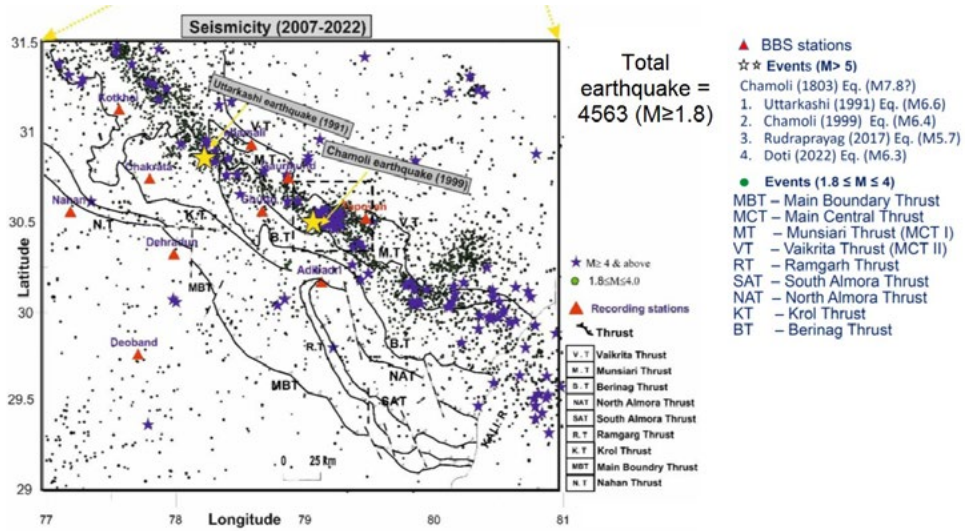 Seismicity (2007-2022)
31.5
31
30.5
30
29.5
29
Latitude
77
78
79
80
81
Longitude
Uttarkashi earthquake (1991)
Chamoli earthquake (1999)
Kotkhai
Chakrata
Nahan
N.T
Dehradun
Deoband
MBT
K.T
V.T
M.T
B.T
Adibadri
Tapovan
V.T
M.T
R.T
B.T
NAT
SAT
MBT
KALI R.
0 25 Km
Total
earthquake =
4563 (M≥1.8)
M≥ 4 & above
1.8≤M≤4.0
Recording stations
Thrust
V.T Vaikrita Thrust
M.T Munsiari Thrust
B.T Berinag Thrust
NAT North Almora Thrust
SAT South Almora Thrust
R.T Ramgarg Thrust
K.T Krol Thrust
MBT Main Boundry Thrust
N.T Nahan Thrust
BBS stations
Events (M> 5)
Chamoli (1803) Eq. (M7.8?)
1. Uttarkashi (1991) Eq. (M6.6)
2. Chamoli (1999) Eq. (M6.4)
3. Rudraprayag (2017) Eq. (M5.7)
4. Doti (2022) Eq. (M6.3)
Events (1.8 ≤ M ≤ 4)
MBT – Main Boundary Thrust
MCT – Main Central Thrust
MT – Munsiari Thrust (MCT I)
VT – Vaikrita Thrust (MCT II)
RT – Ramgarh Thrust
SAT – South Almora Thrust
NAT – North Almora Thrust
KT – Krol Thrust
BT – Berinag Thrust